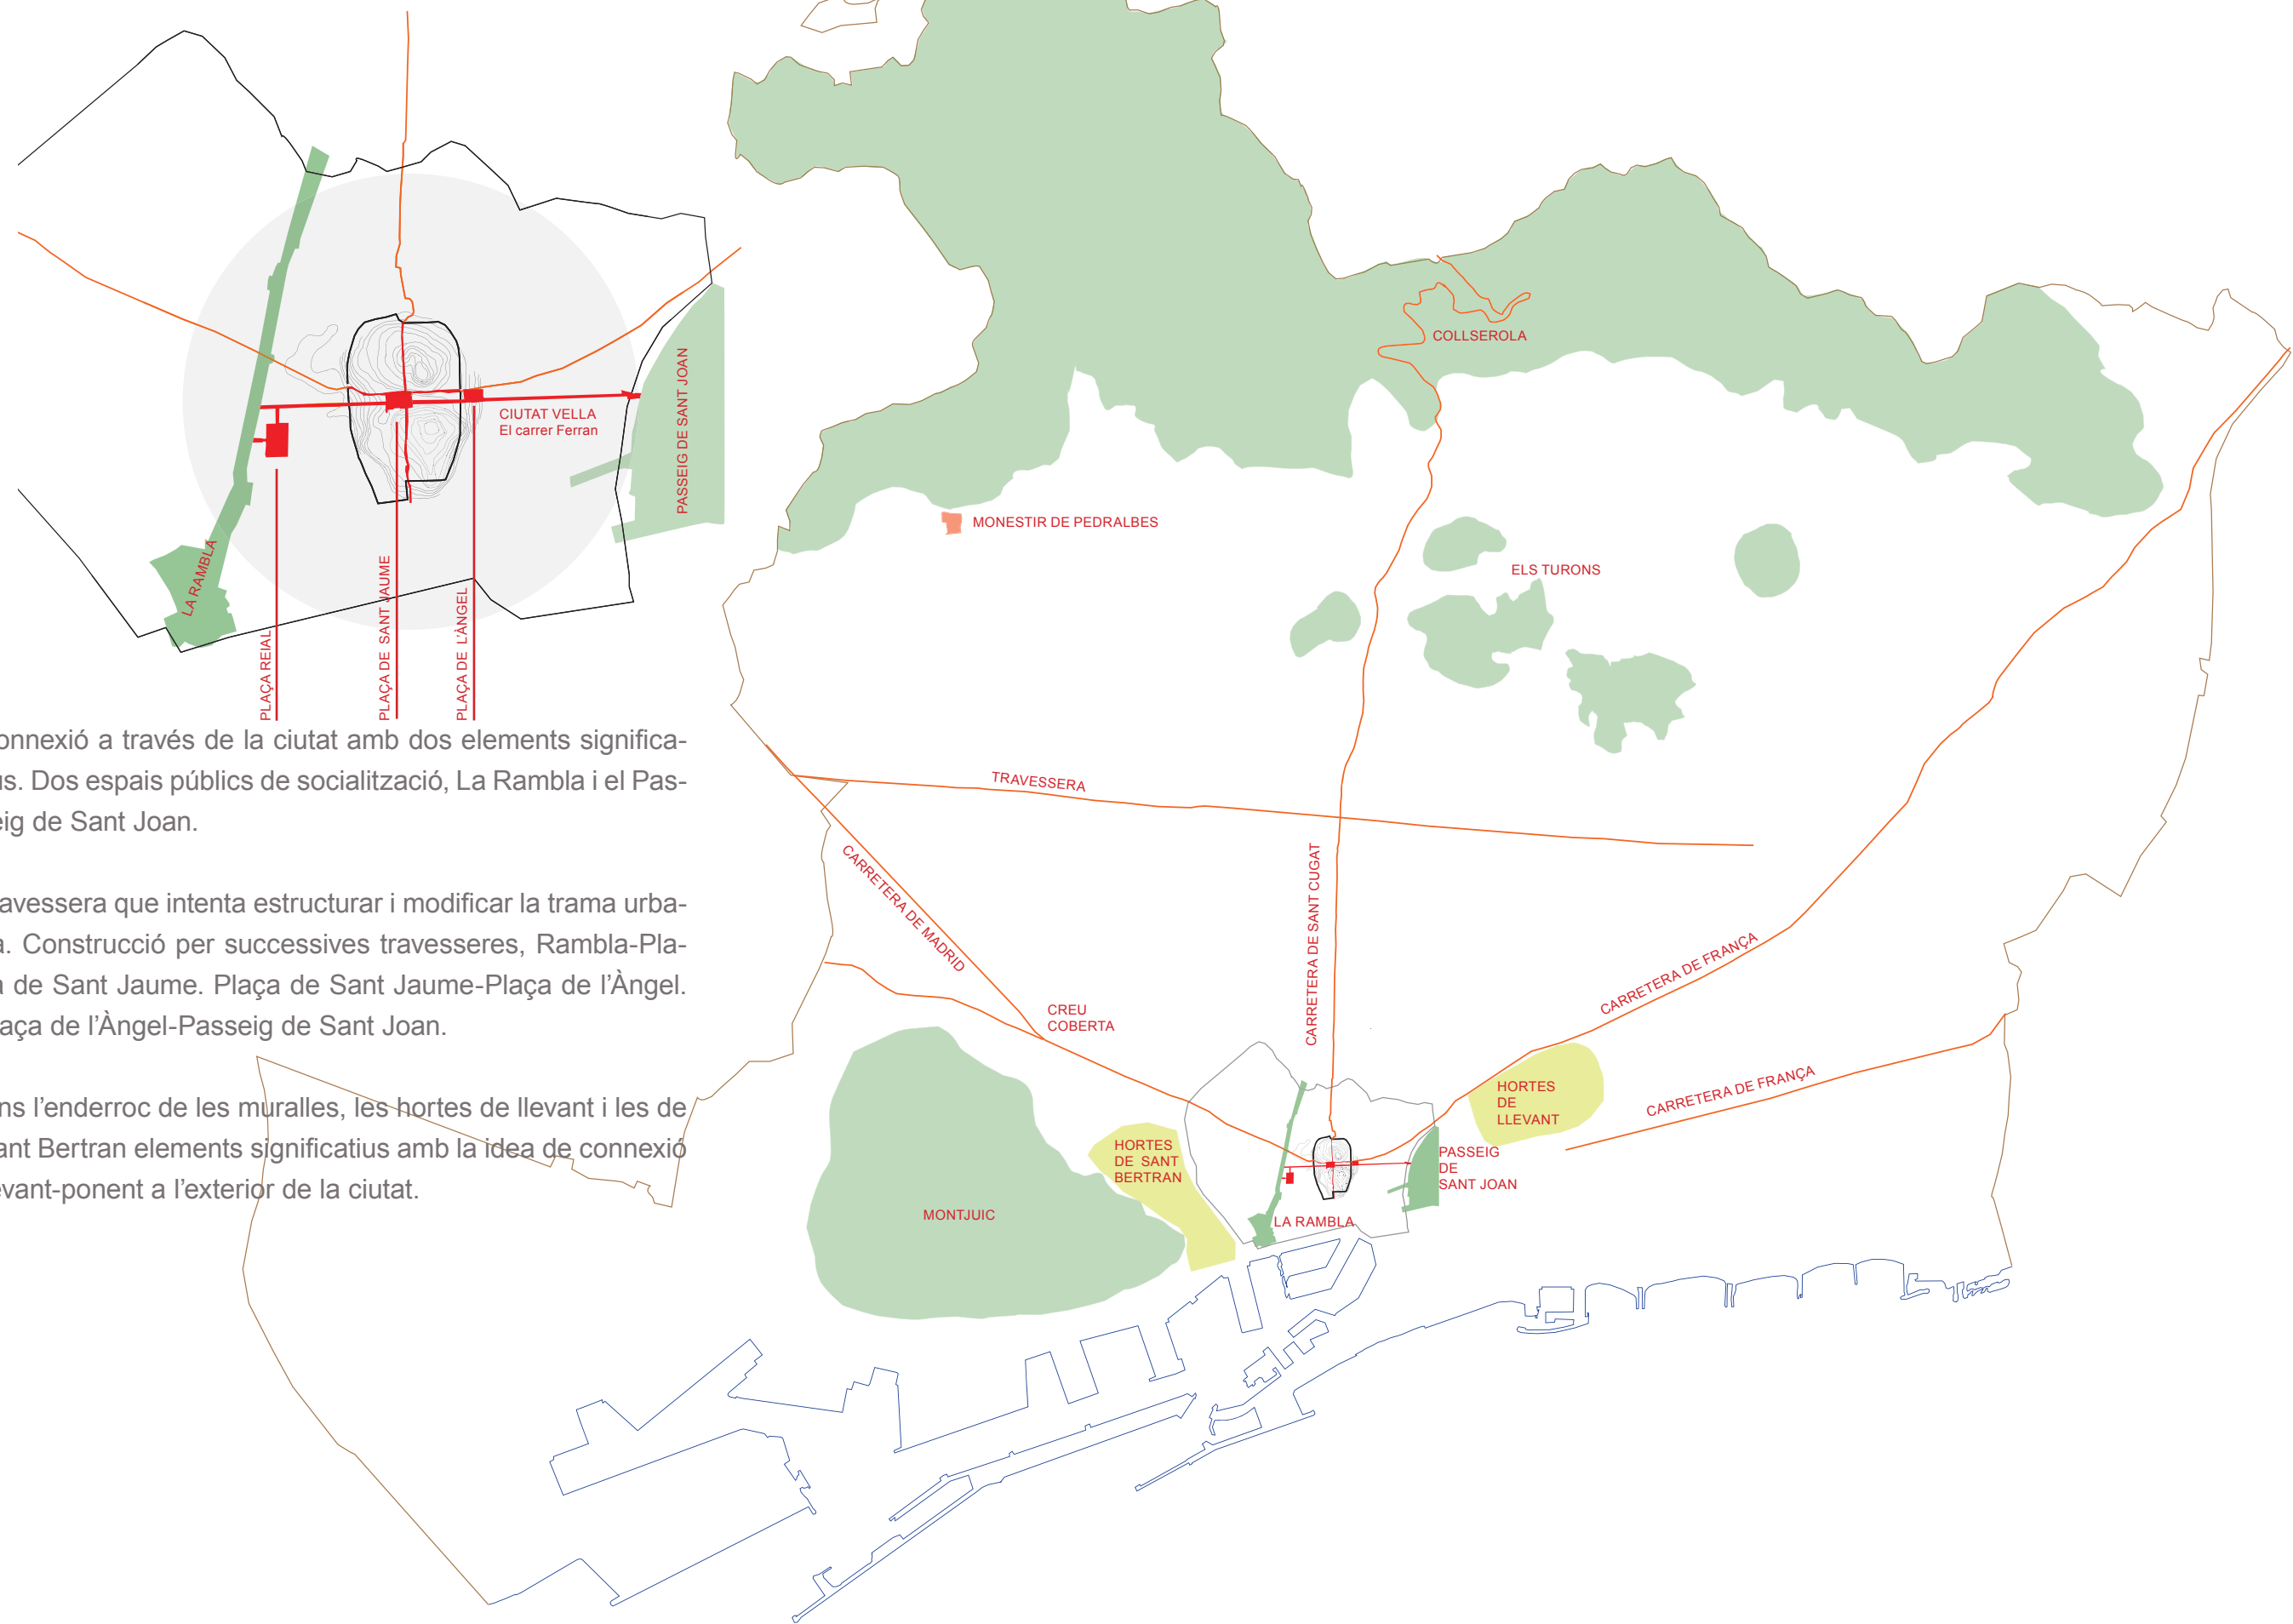 CIUTAT VELLA
El carrer Ferran
PASSEIG DE SANT JOAN
LA RAMBLA
PLAÇA REIAL
PLAÇA DE SANT JAUME
PLAÇA DE L'ÀNGEL
onnexió a través de la ciutat amb dos elements significa-
us. Dos espais públics de socialització, La Rambla i el Pas-
eig de Sant Joan.
avessera que intenta estructurar i modificar la trama urba-
a. Construcció per successives travesseres, Rambla-Pla-
a de Sant Jaume. Plaça de Sant Jaume-Plaça de l’Àngel.
laça de l’Àngel-Passeig de Sant Joan.
ns l’enderroc de les muralles, les hortes de llevant i les de
ant Bertran elements significatius amb la idea de connexió
evant-ponent a l’exterior de la ciutat.
COLLSEROLA
MONESTIR DE PEDRALBES
ELS TURONS
TRAVESSERA
CARRETERA DE MADRID
CARRETERA DE SANT CUGAT
CARRETERA DE FRANÇA
CREU
COBERTA
HORTES
DE
LLEVANT
CARRETERA DE FRANÇA
HORTES
DE SANT
BERTRAN
PASSEIG
DE
SANT JOAN
MONTJUIC
LA RAMBLA